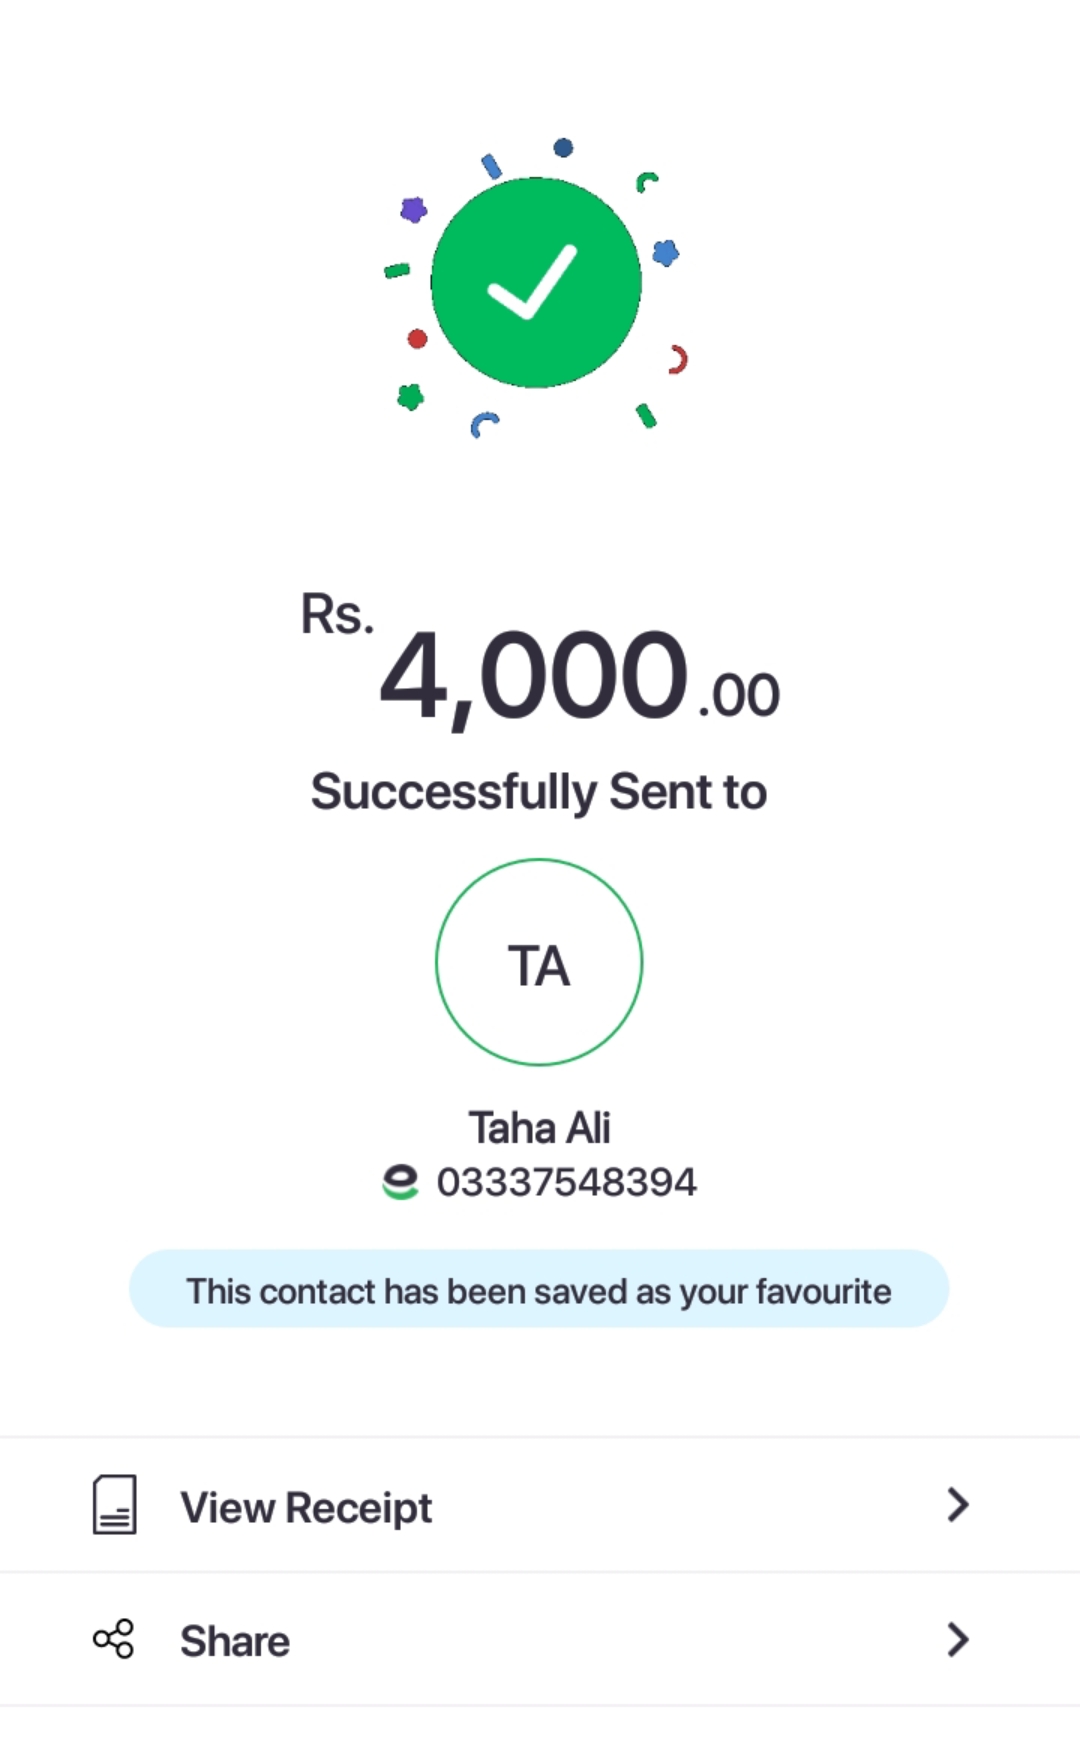 Rs. 4,000.00
Successfully Sent to
TA
Taha Ali
03337548394
This contact has been saved as your favourite
View Receipt
Share